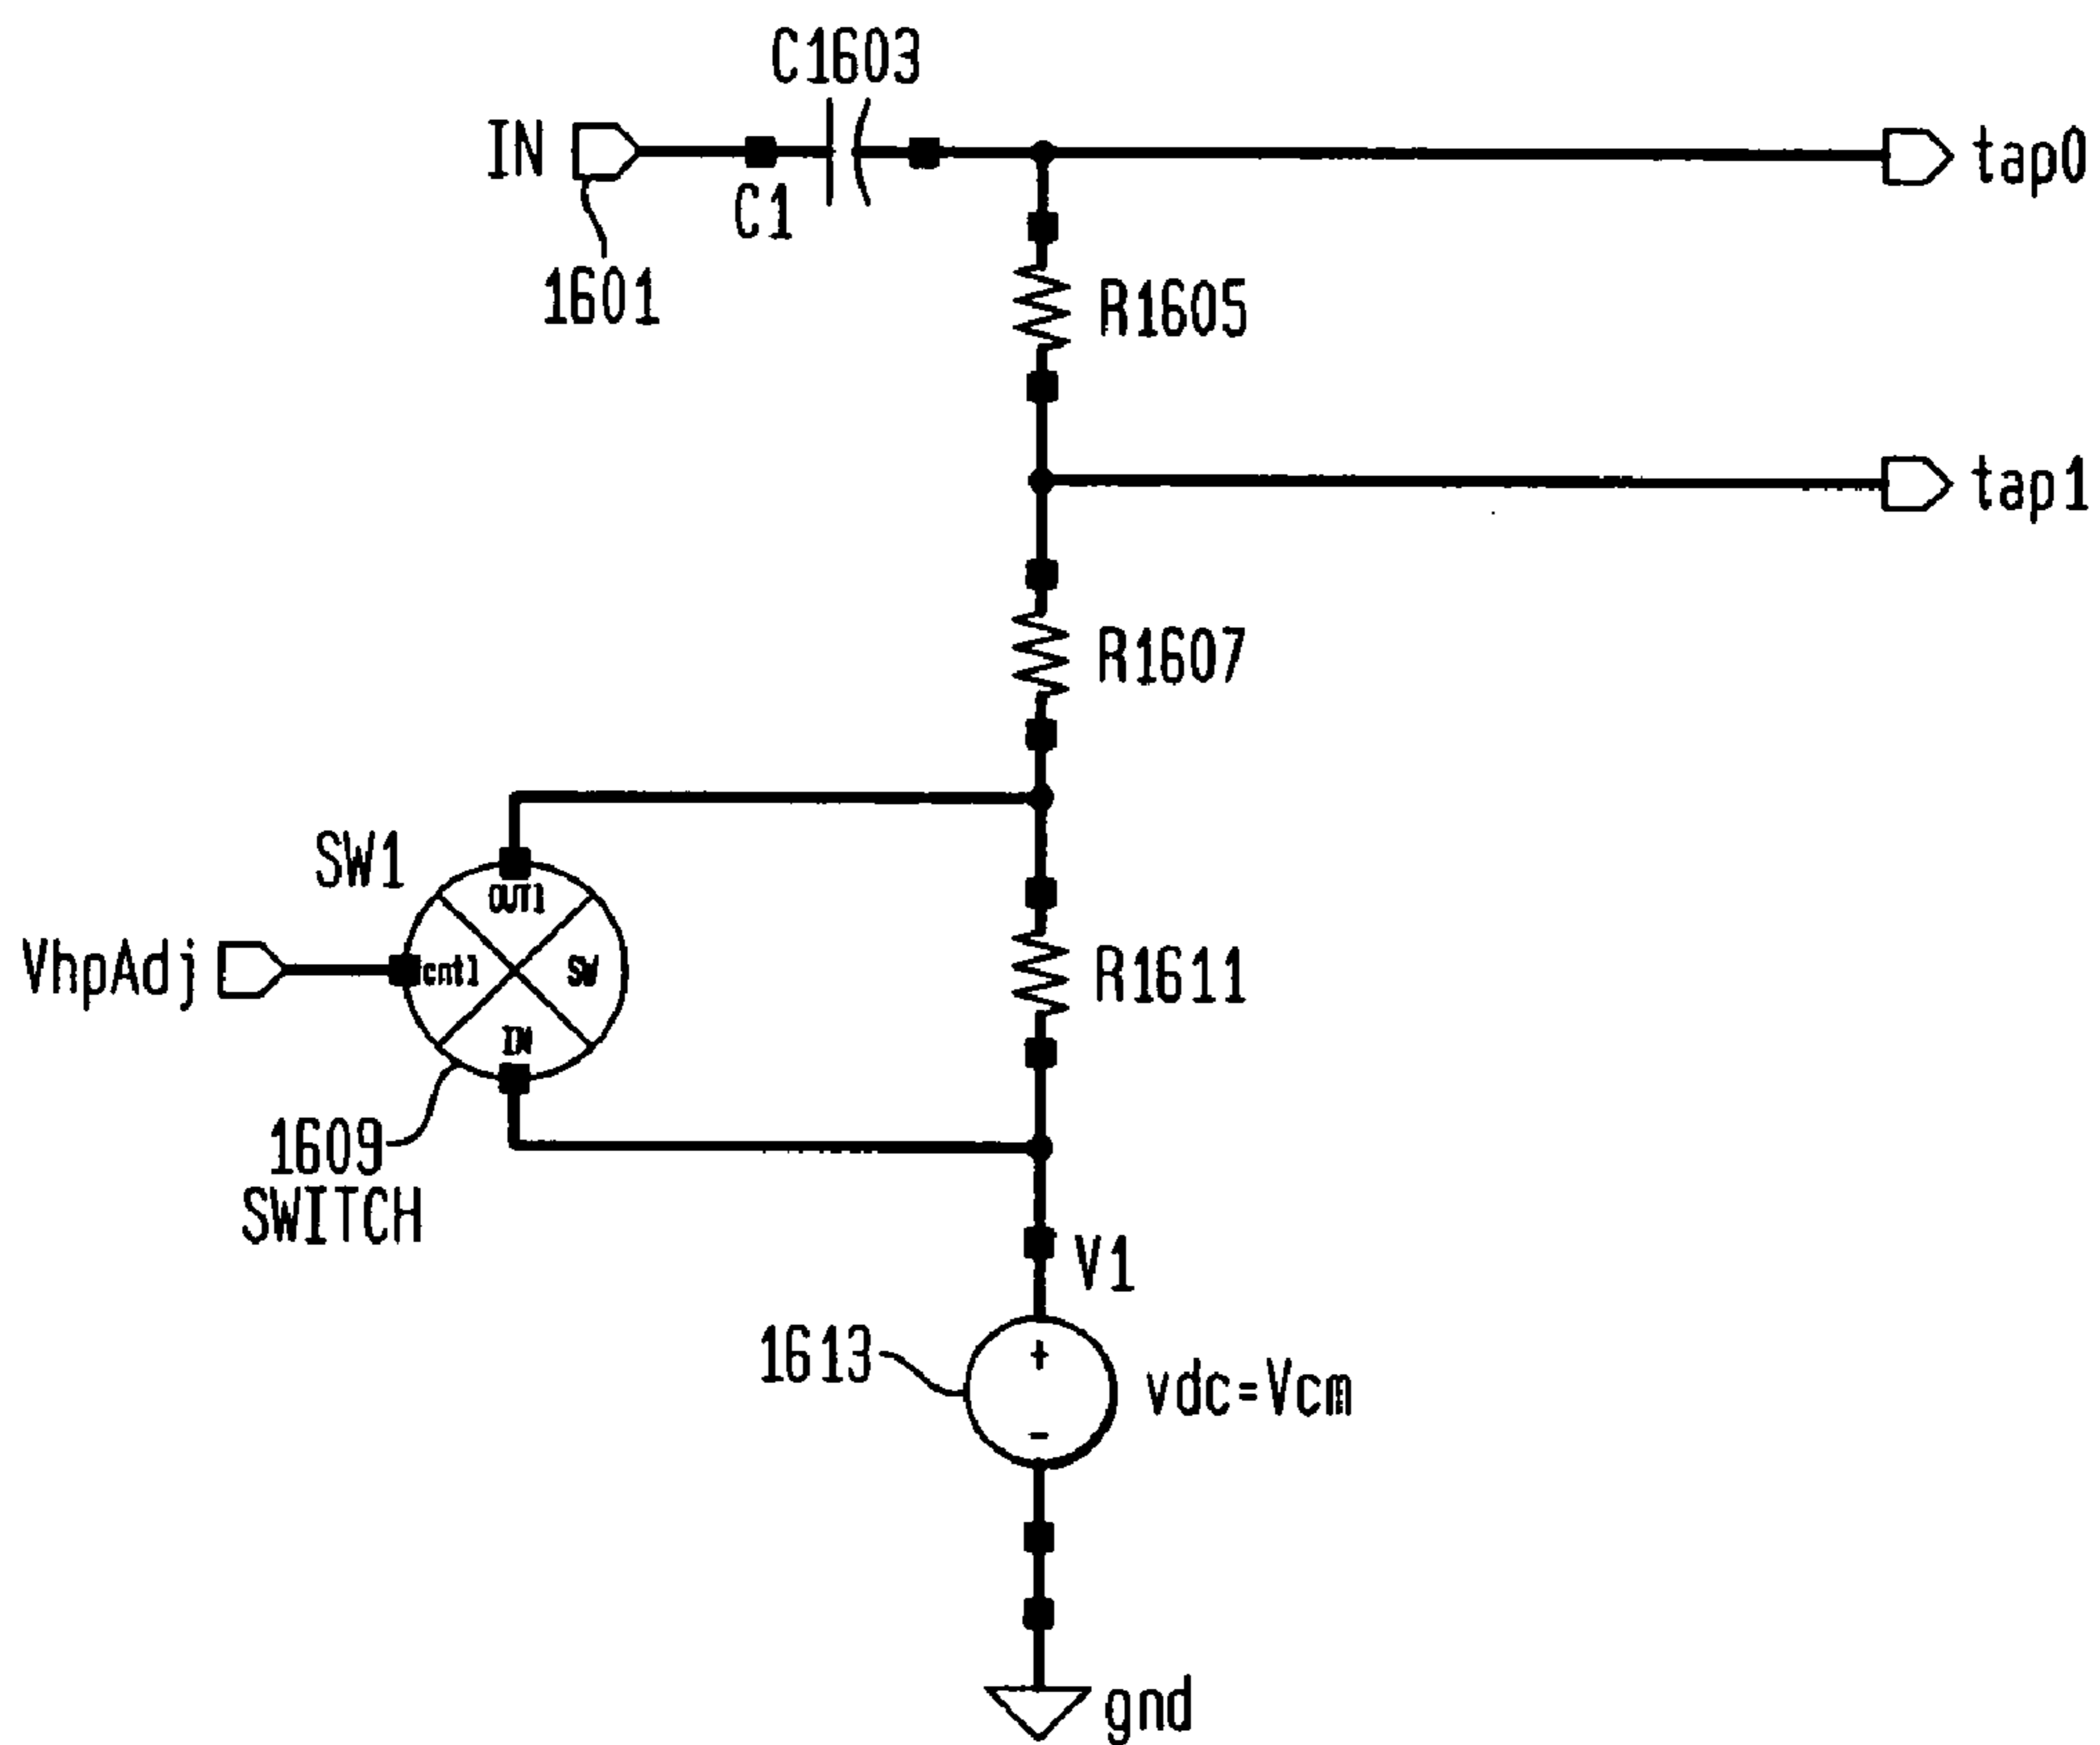 C1603
IN
tap0
C1
1601
R1605
tap1
R1607
SW1
OUT1
VhpAdj
cntl
SW
R1611
IN
1609
SWITCH
V1
1613
+
vdc=Vcm
-
gnd